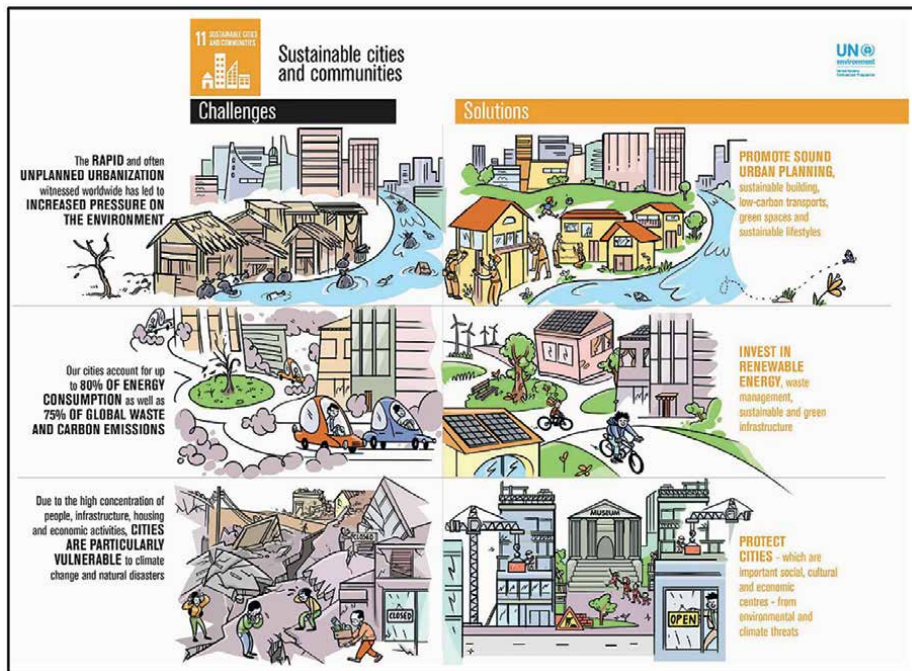 11 SUSTAINABLE CITIES
AND COMMUNITIES
Sustainable cities
and communities
UN
environment
Challenges
Solutions
The RAPID and often
UNPLANNED URBANIZATION
witnessed worldwide has led to
INCREASED PRESSURE ON
THE ENVIRONMENT
PROMOTE SOUND
URBAN PLANNING,
sustainable building,
low-carbon transports,
green spaces and
sustainable lifestyles
Our cities account for up
to 80% OF ENERGY
CONSUMPTION as well as
75% OF GLOBAL WASTE
AND CARBON EMISSIONS
INVEST IN
RENEWABLE
ENERGY, waste
management,
sustainable and green
infrastructure
Due to the high concentration of
people, infrastructure, housing
and economic activities, CITIES
ARE PARTICULARLY
VULNERABLE to climate
change and natural disasters
CLOSED
CLOSED
MUSEUM
OPEN
PROTECT
CITIES - which are
important social, cultural
and economic
centres - from
environmental and
climate threats